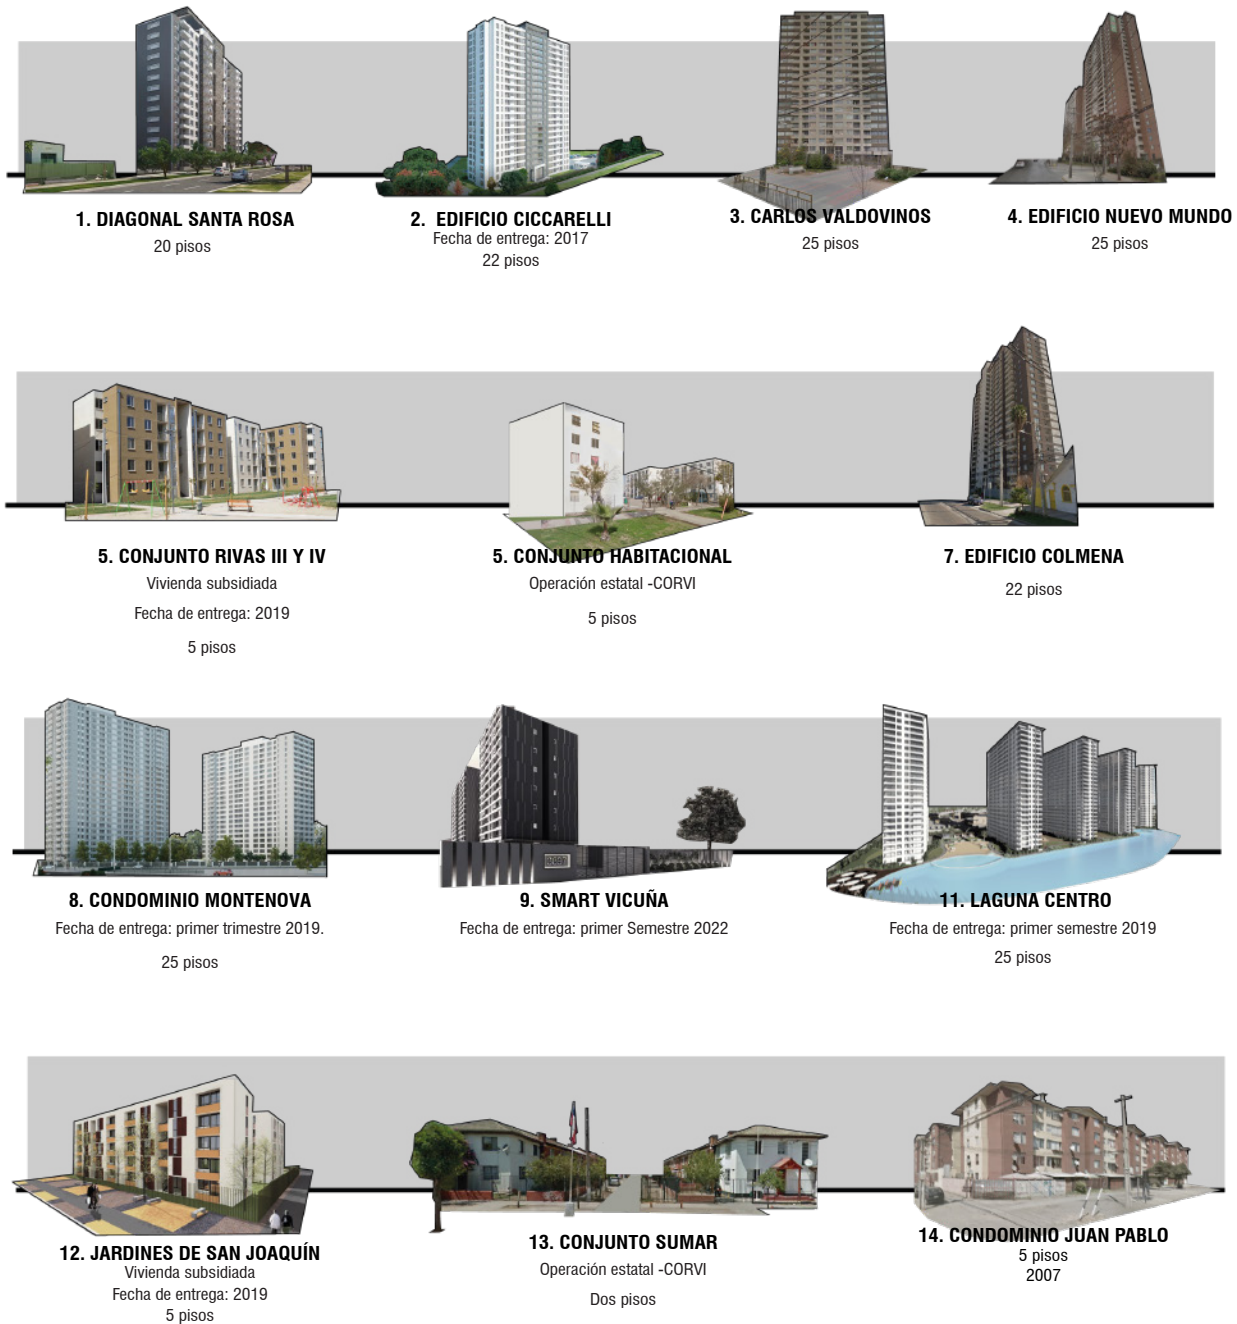 1. DIAGONAL SANTA ROSA
20 pisos
2. EDIFICIO CICCARELLI
Fecha de entrega: 2017
22 pisos
3. CARLOS VALDOVINOS
25 pisos
4. EDIFICIO NUEVO MUNDO
25 pisos
5. CONJUNTO RIVAS III Y IV
Vivienda subsidiada
Fecha de entrega: 2019
5 pisos
5. CONJUNTO HABITACIONAL
Operación estatal -CORVI
5 pisos
7. EDIFICIO COLMENA
22 pisos
8. CONDOMINIO MONTENOVA
Fecha de entrega: primer trimestre 2019.
25 pisos
9. SMART VICUÑA
Fecha de entrega: primer Semestre 2022
11. LAGUNA CENTRO
Fecha de entrega: primer semestre 2019
25 pisos
12. JARDINES DE SAN JOAQUÍN
Vivienda subsidiada
Fecha de entrega: 2019
5 pisos
13. CONJUNTO SUMAR
Operación estatal -CORVI
Dos pisos
14. CONDOMINIO JUAN PABLO
5 pisos
2007